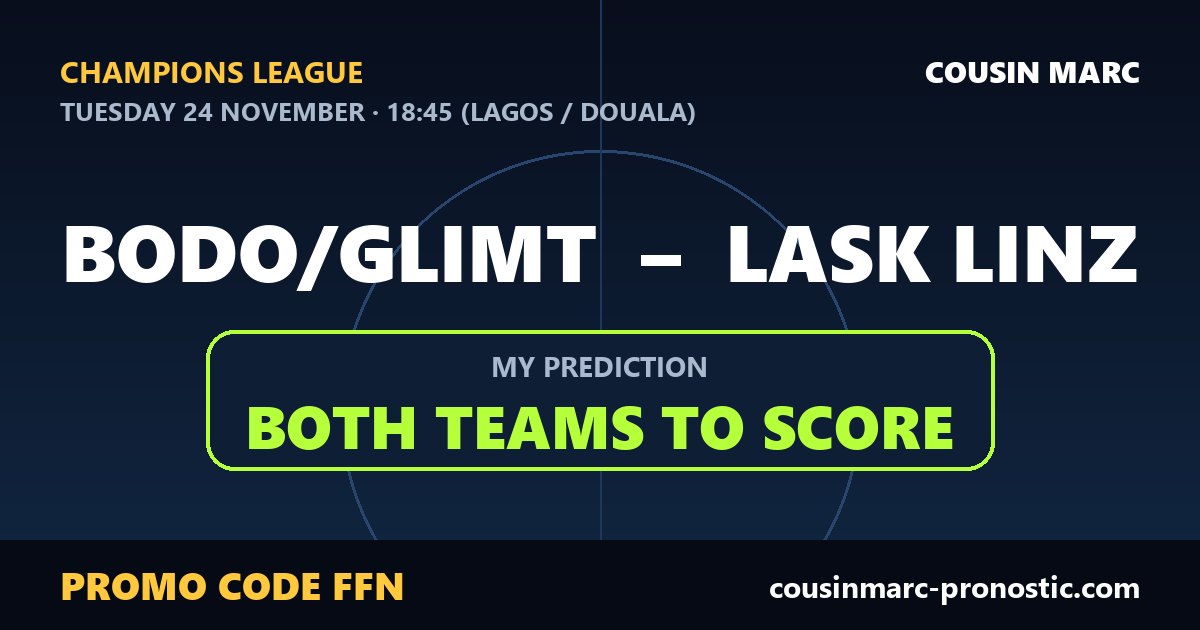 CHAMPIONS LEAGUE
COUSIN MARC
TUESDAY 24 NOVEMBER · 18:45 (LAGOS / DOUALA)
BODO/GLIMT – LASK LINZ
MY PREDICTION
BOTH TEAMS TO SCORE
PROMO CODE FFN
cousinmarc-pronostic.com